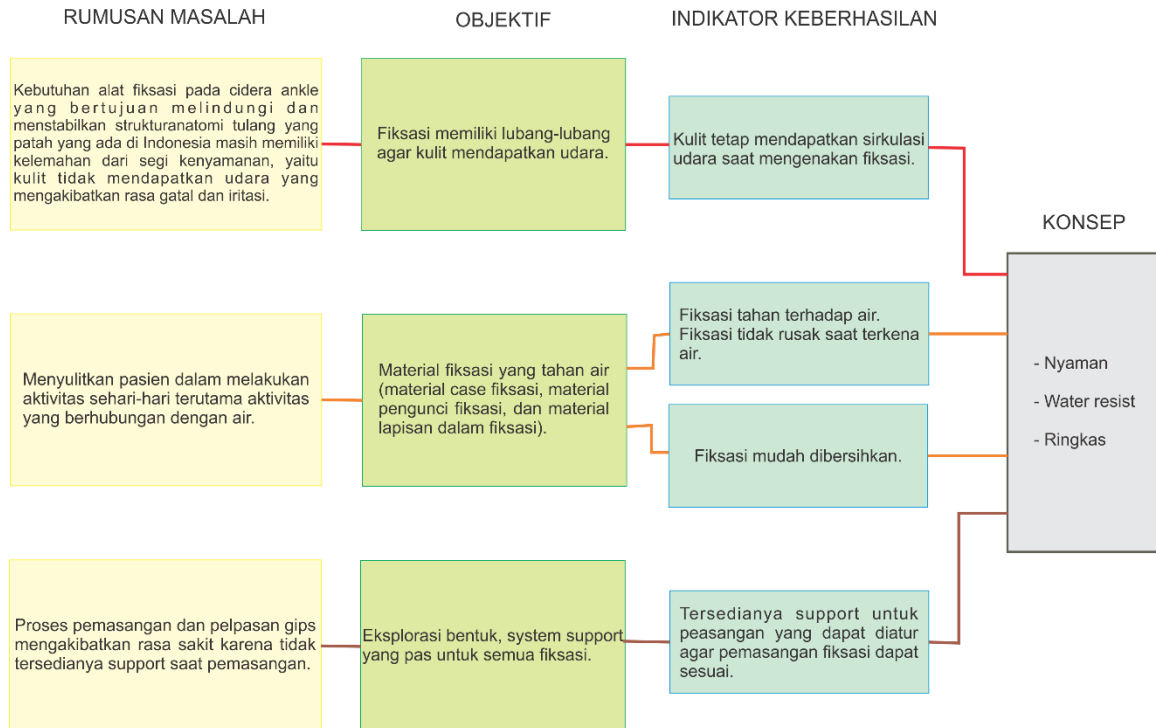 RUMUSAN MASALAH
OBJEKTIF
INDIKATOR KEBERHASILAN
Kebutuhan alat fiksasi pada cidera ankle
yang bertujuan melindungi dan
menstabilkan strukturanatomi tulang yang
patah yang ada di Indonesia masih memiliki
kelemahan dari segi kenyamanan, yaitu
kulit tidak mendapatkan udara yang
mengakibatkan rasa gatal dan iritasi.
Fiksasi memiliki lubang-lubang
agar kulit mendapatkan udara.
Kulit tetap mendapatkan sirkulasi
udara saat mengenakan fiksasi.
KONSEP
Menyulitkan pasien dalam melakukan
aktivitas sehari-hari terutama aktivitas
yang berhubungan dengan air.
Material fiksasi yang tahan air
(material case fiksasi, material
pengunci fiksasi, dan material
lapisan dalam fiksasi).
Fiksasi tahan terhadap air.
Fiksasi tidak rusak saat terkena
air.
Fiksasi mudah dibersihkan.
- Nyaman
- Water resist
- Ringkas
Proses pemasangan dan pelpasan gips
mengakibatkan rasa sakit karena tidak
tersedianya support saat pemasangan.
Eksplorasi bentuk, system support
yang pas untuk semua fiksasi.
Tersedianya support untuk
peasangan yang dapat diatur
agar pemasangan fiksasi dapat
sesuai.